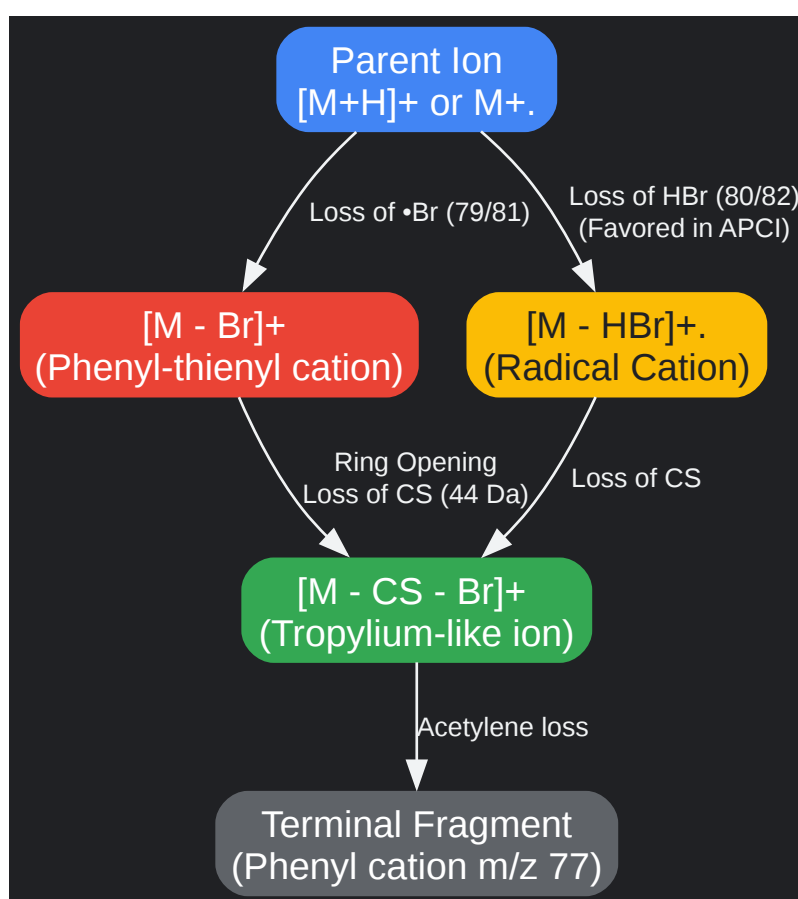 Parent Ion
[M+H]+ or M+.
Loss of •Br (79/81)
Loss of HBr (80/82)
(Favored in APCI)
[M - Br]+
(Phenyl-thienyl cation)
[M - HBr]+.
(Radical Cation)
Ring Opening
Loss of CS (44 Da)
Loss of CS
[M - CS - Br]+
(Tropylium-like ion)
Acetylene loss
Terminal Fragment
(Phenyl cation m/z 77)